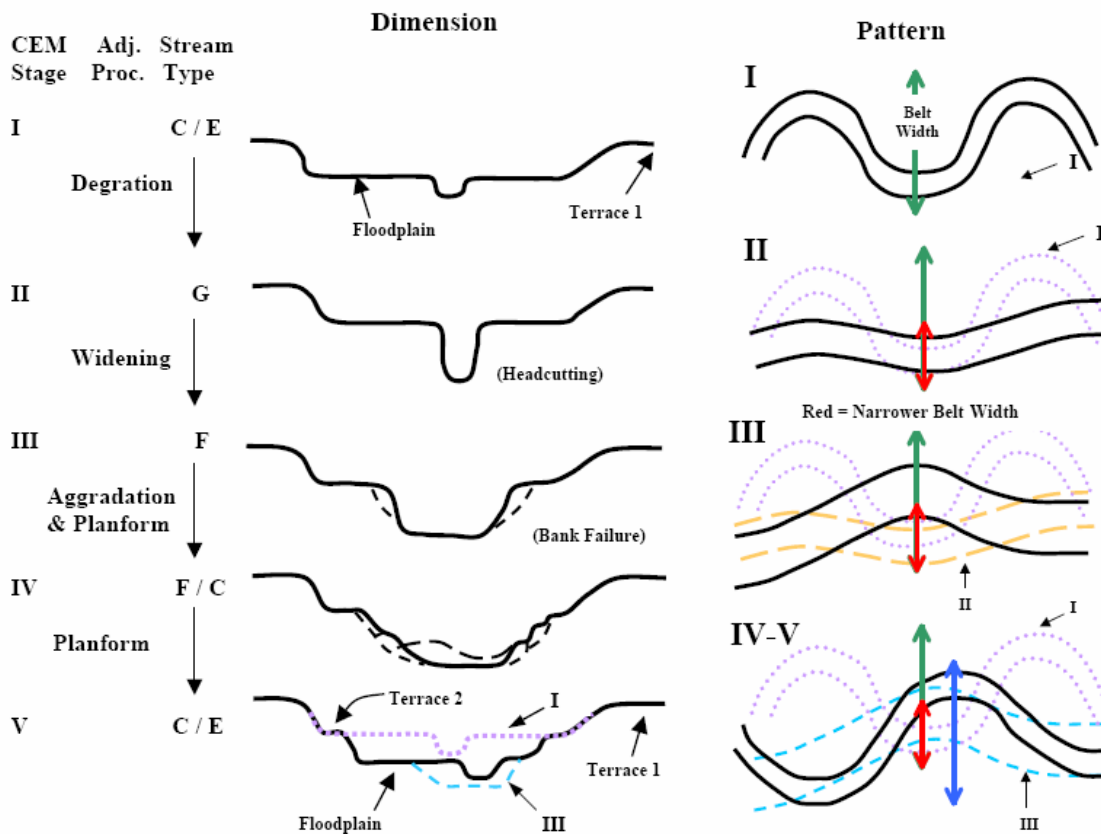 Dimension
CEM Adj. Stream
Stage Proc. Type
I C / E
Degration
Floodplain
Terrace 1
II G
Widening
(Headcutting)
III F
Aggradation
& Planform
(Bank Failure)
IV F / C
Planform
V C / E
Terrace 2
I
Terrace 1
Floodplain
III
Pattern
I
Belt
Width
I
II
I
Red = Narrower Belt Width
III
II
IV-V
I
III